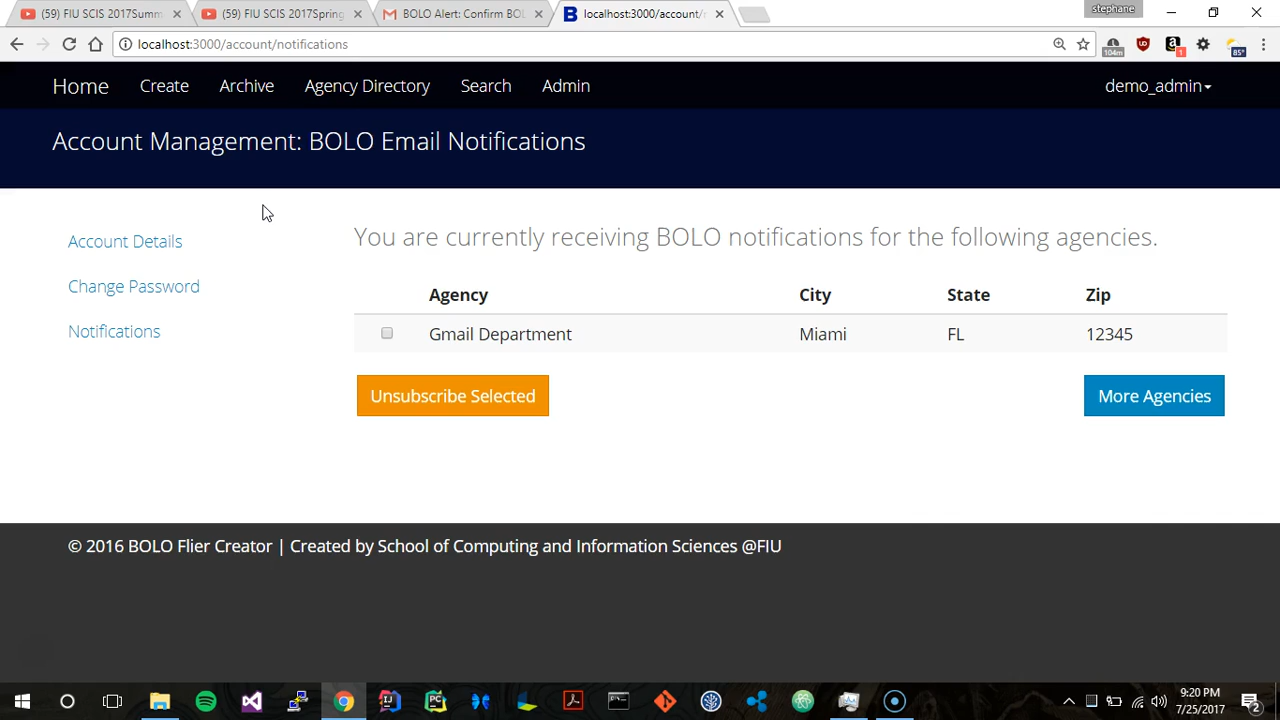 (59) FIU SCIS 2017Summ
(59) FIU SCIS 2017Spring
BOLO Alert: Confirm BOL
localhost:3000/account/
stephane
localhost:3000/account/notifications
104m
1
85°
Home
Create
Archive
Agency Directory
Search
Admin
demo_admin
Account Management: BOLO Email Notifications
Account Details
Change Password
Notifications
You are currently receiving BOLO notifications for the following agencies.
Agency City State Zip
Gmail Department Miami FL 12345
Unsubscribe Selected
More Agencies
© 2016 BOLO Flier Creator | Created by School of Computing and Information Sciences @FIU
9:20 PM
7/25/2017
2